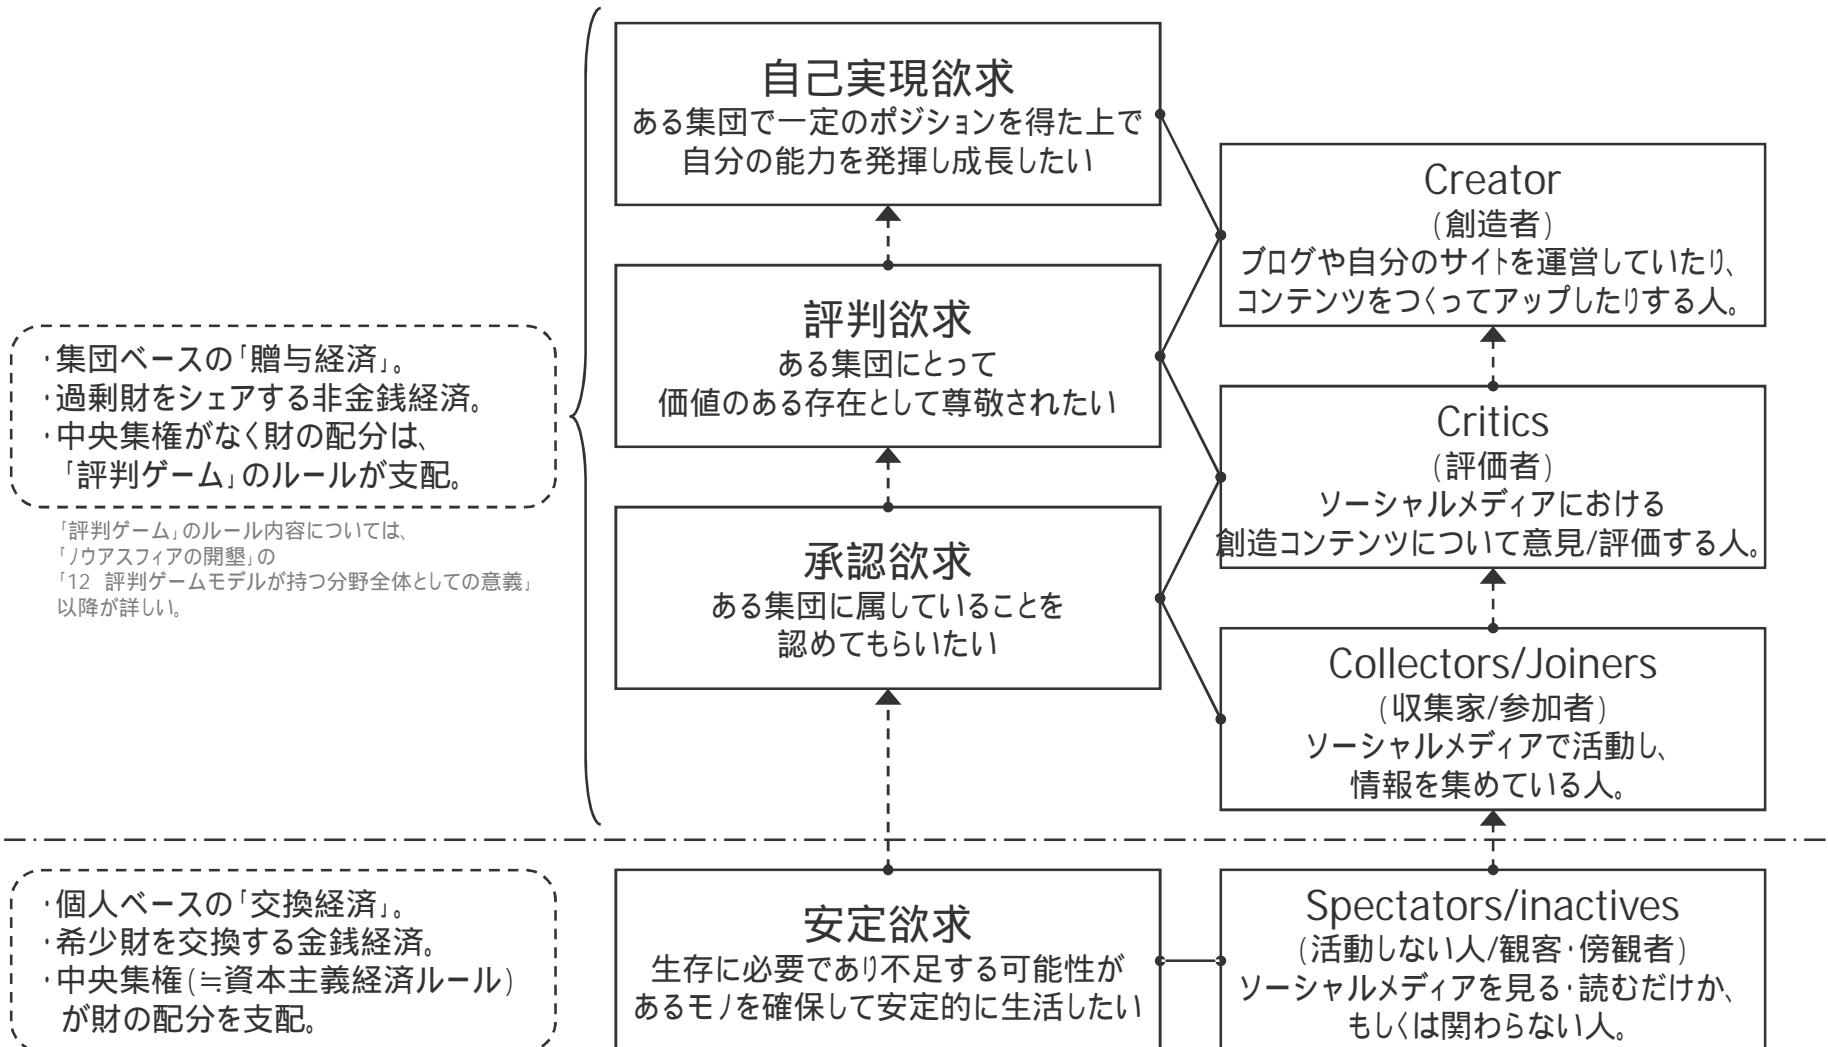 自己実現欲求
ある集団で一定のポジションを得た上で
自分の能力を発揮し成長したい
Creator
(創造者)
ブログや自分のサイトを運営していたり、
コンテンツをつくってアップしたりする人。
評判欲求
ある集団にとって
価値のある存在として尊敬されたい
・集団ベースの「贈与経済」。
・過剰財をシェアする非金銭経済。
・中央集権がなく財の配分は、
「評判ゲーム」のルールが支配。
「評判ゲーム」のルール内容については、
「ノウアスフィアの開墾」の
「12 評判ゲームモデルが持つ分野全体としての意義」
以降が詳しい。
Critics
(評価者)
ソーシャルメディアにおける
創造コンテンツについて意見/評価する人。
承認欲求
ある集団に属していることを
認めてもらいたい
Collectors/Joiners
(収集家/参加者)
ソーシャルメディアで活動し、
情報を集めている人。
・個人ベースの「交換経済」。
・希少財を交換する金銭経済。
・中央集権(≒資本主義経済ルール)
が財の配分を支配。
安定欲求
生存に必要であり不足する可能性が
あるモノを確保して安定的に生活したい
Spectators/inactives
(活動しない人/観客・傍観者)
ソーシャルメディアを見る・読むだけか、
もしくは関わらない人。